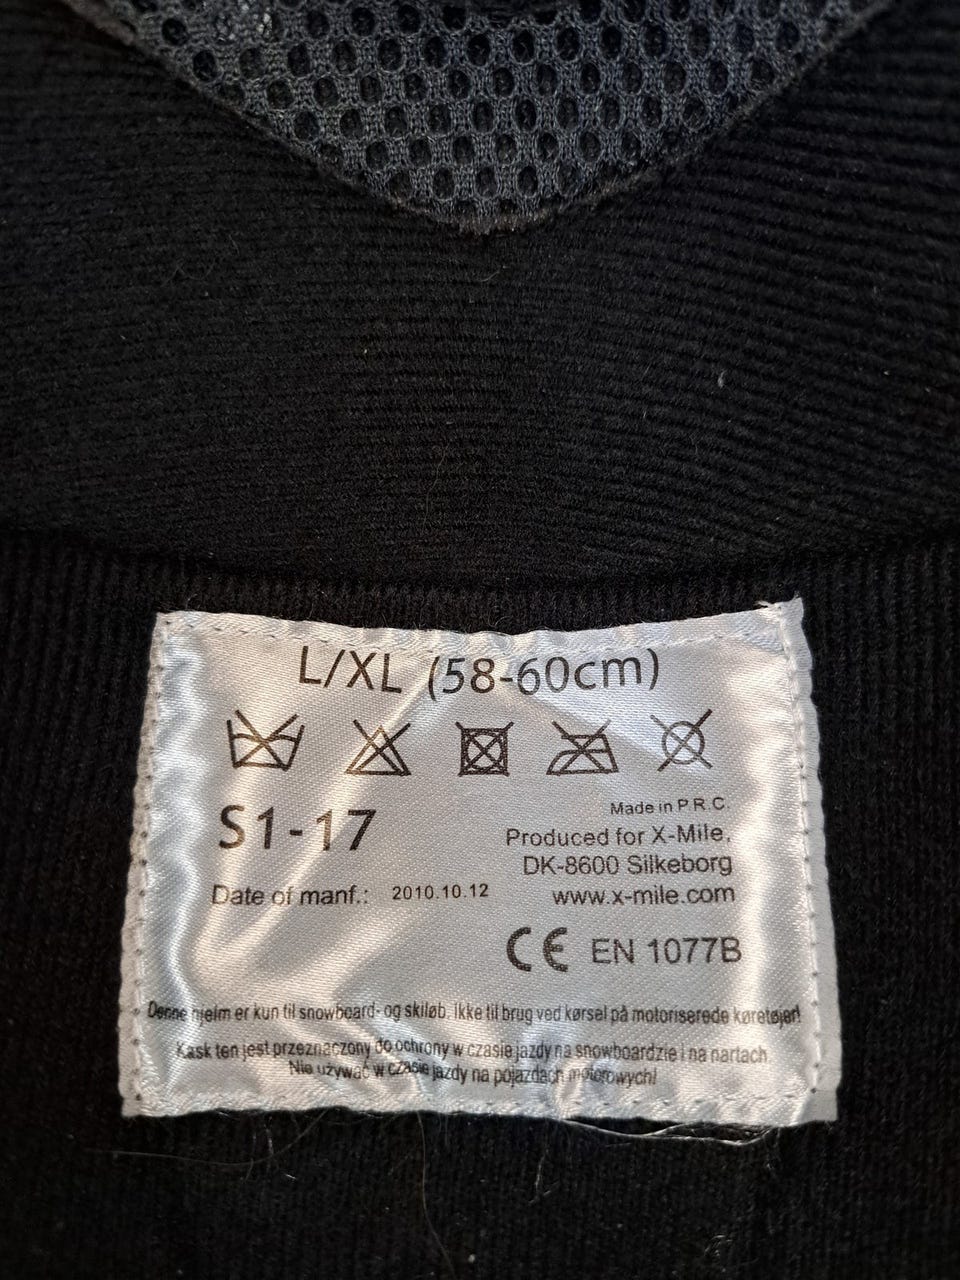 L/XL (58-60cm)
S1-17
Made in P.R.C.
Produced for X-Mile,
DK-8600 Silkeborg
www.x-mile.com
Date of manf.: 2010.10.12
CE EN 1077B
Denne hjelm er kun til snowboard- og skiløb. Ikke til brug ved kørsel på motoriserede køretøjer!
Kask ten jest przeznaczony do ochrony w czasie jazdy na snowboardzie i na nartach.
Nie używać w czasie jazdy na pojazdach motorowych!